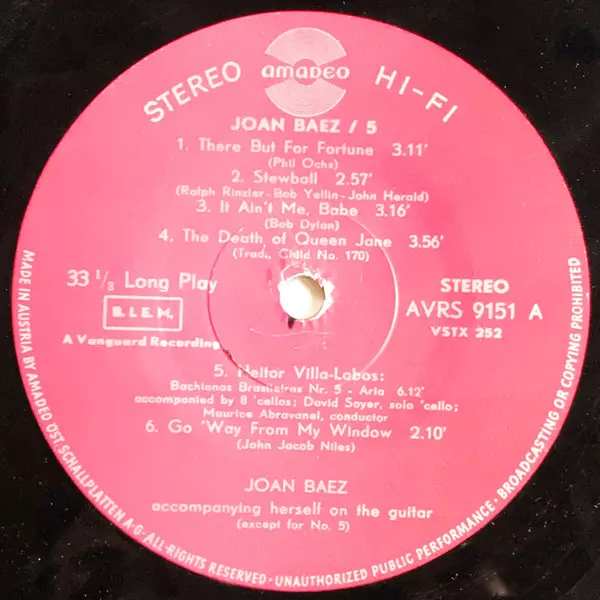 STEREO amadeo HI-FI
JOAN BAEZ / 5
1. There But For Fortune 3.11'
(Phil Ochs)
2. Stewball 2.57'
(Ralph Rinzler-Bob Yellin-John Herald)
3. It Ain't Me, Babe 3.16'
(Bob Dylan)
4. The Death of Queen Jane 3.56'
(Trad. Child No. 170)
33 1/3 Long Play
STEREO
B.I.E.M.
AVRS 9151 A
VSTX 252
A Vanguard Recording
5. Heitor Villa-Lobos:
Bachianas Brasileiras Nr. 5 - Aria 6.12'
accompanied by 8 'cellos; David Soyer, solo 'cello;
Maurice Abravanel, conductor
6. Go 'Way From My Window 2.10'
(John Jacob Niles)
JOAN BAEZ
accompanying herself on the guitar
(except for No. 5)
MADE IN AUSTRIA BY AMADEO ÖST. SCHALLPLATTEN A-G-ALL-RIGHTS-RESERVED-UNAUTHORIZED PUBLIC PERFORMANCE · BROADCASTING OR COPYING PROHIBITED